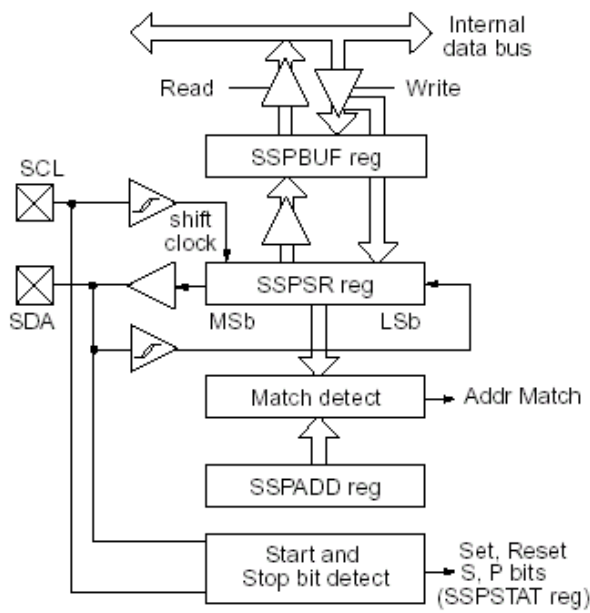 Internal
data bus
Read
Write
SSPBUF reg
SCL
shift
clock
SSPSR reg
SDA
MSb
LSb
Match detect
Addr Match
SSPADD reg
Start and
Stop bit detect
Set, Reset
S, P bits
(SSPSTAT reg)